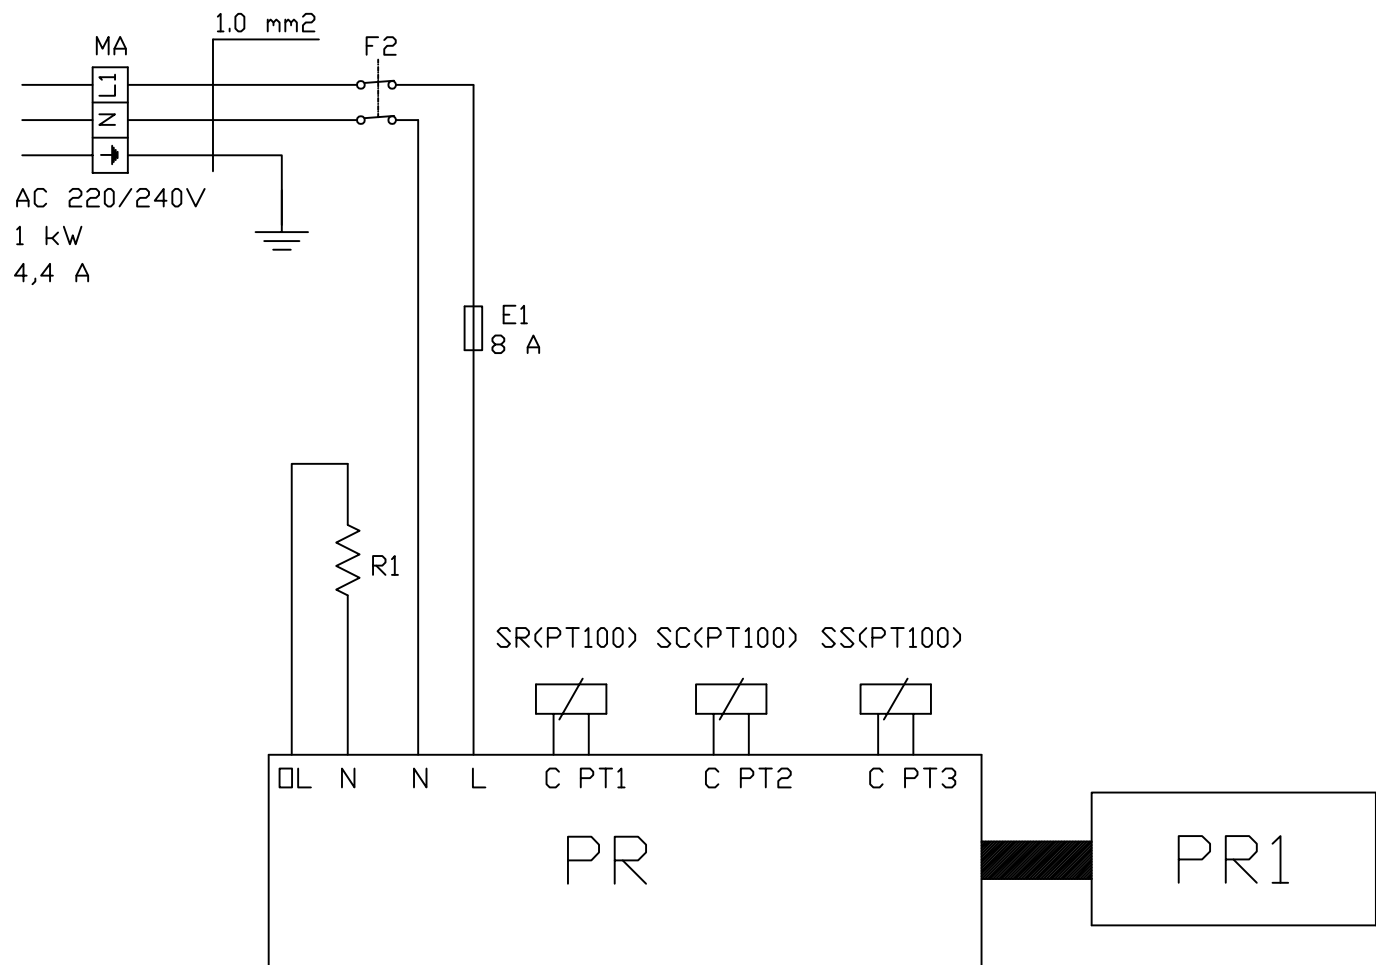 1.0 mm2
MA
F2
L1
N
AC 220/240V
1 kW
4,4 A
E1
8 A
R1
SR(PT100) SC(PT100) SS(PT100)
OL N N L C PT1 C PT2 C PT3
PR
PR1